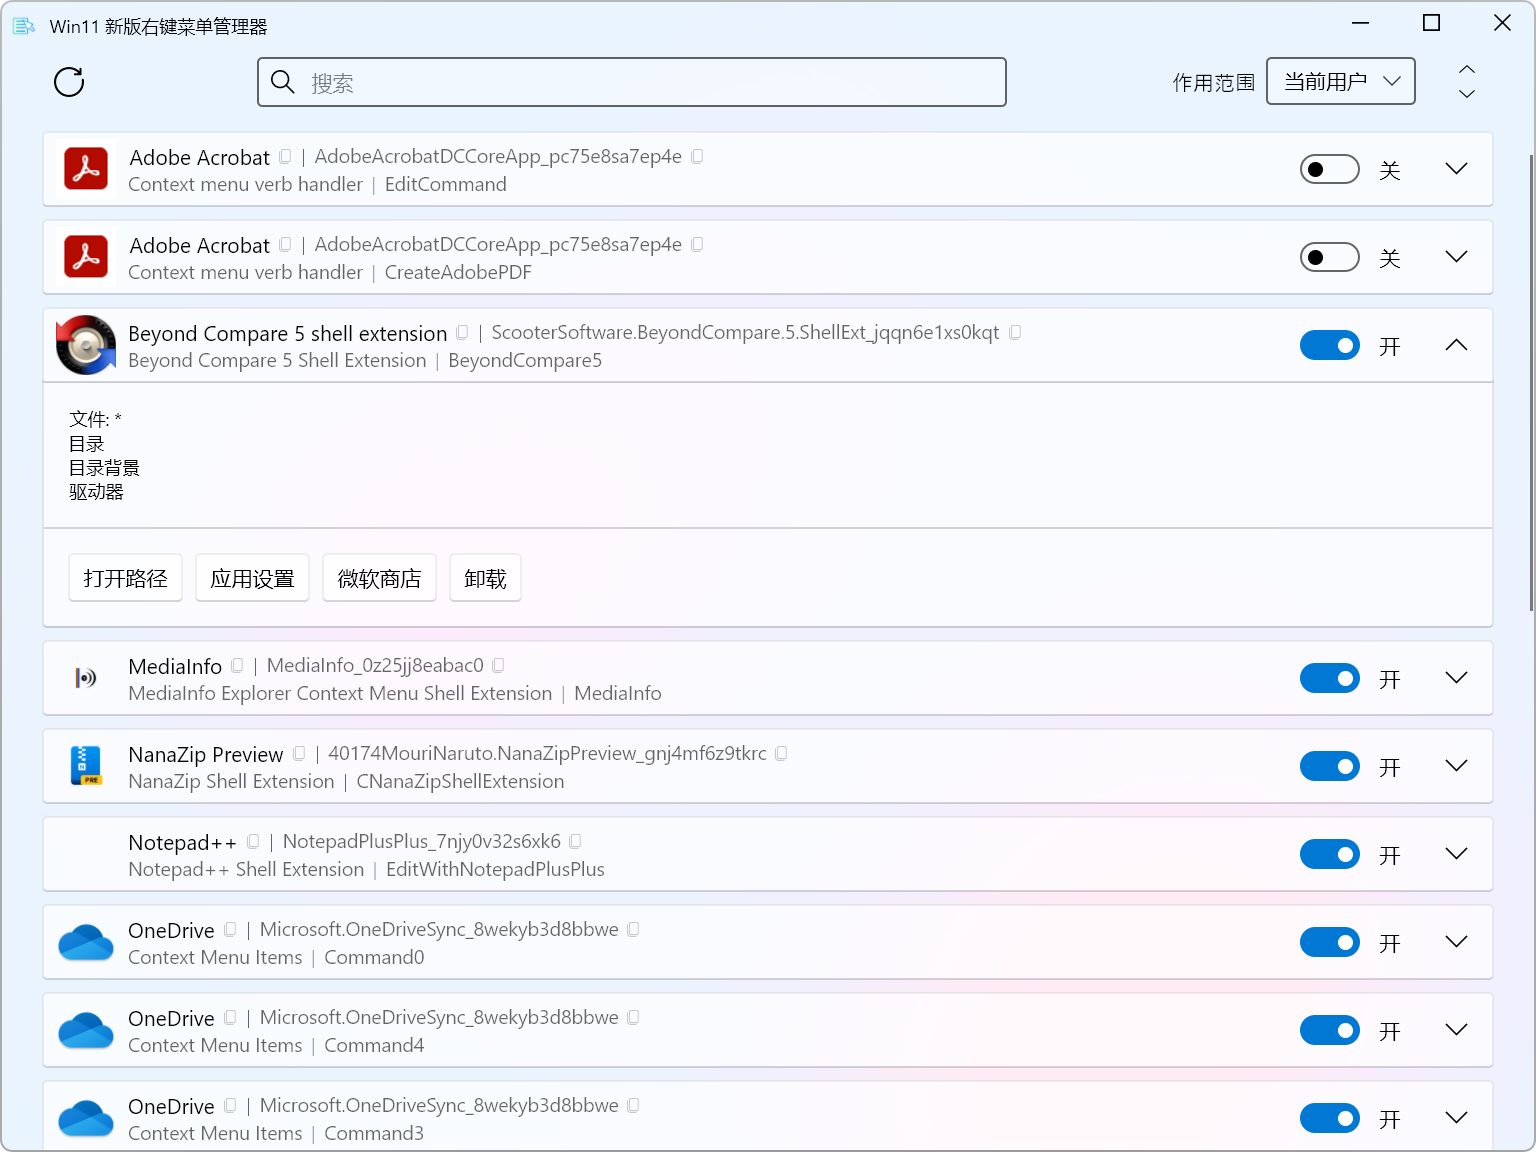 Win11 新版右键菜单管理器
搜索
作用范围 当前用户
Adobe Acrobat | AdobeAcrobatDCCoreApp_pc75e8sa7ep4e
Context menu verb handler | EditCommand
关
Adobe Acrobat | AdobeAcrobatDCCoreApp_pc75e8sa7ep4e
Context menu verb handler | CreateAdobePDF
关
Beyond Compare 5 shell extension | ScooterSoftware.BeyondCompare.5.ShellExt_jqqn6e1xs0kqt
Beyond Compare 5 Shell Extension | BeyondCompare5
开
文件: *
目录
目录背景
驱动器
打开路径 应用设置 微软商店 卸载
MediaInfo | MediaInfo_0z25jj8eabac0
MediaInfo Explorer Context Menu Shell Extension | MediaInfo
开
NanaZip Preview | 40174MouriNaruto.NanaZipPreview_gnj4mf6z9tkrc
NanaZip Shell Extension | CNanaZipShellExtension
N
PRE
开
Notepad++ | NotepadPlusPlus_7njy0v32s6xk6
Notepad++ Shell Extension | EditWithNotepadPlusPlus
开
OneDrive | Microsoft.OneDriveSync_8wekyb3d8bbwe
Context Menu Items | Command0
开
OneDrive | Microsoft.OneDriveSync_8wekyb3d8bbwe
Context Menu Items | Command4
开
OneDrive | Microsoft.OneDriveSync_8wekyb3d8bbwe
Context Menu Items | Command3
开